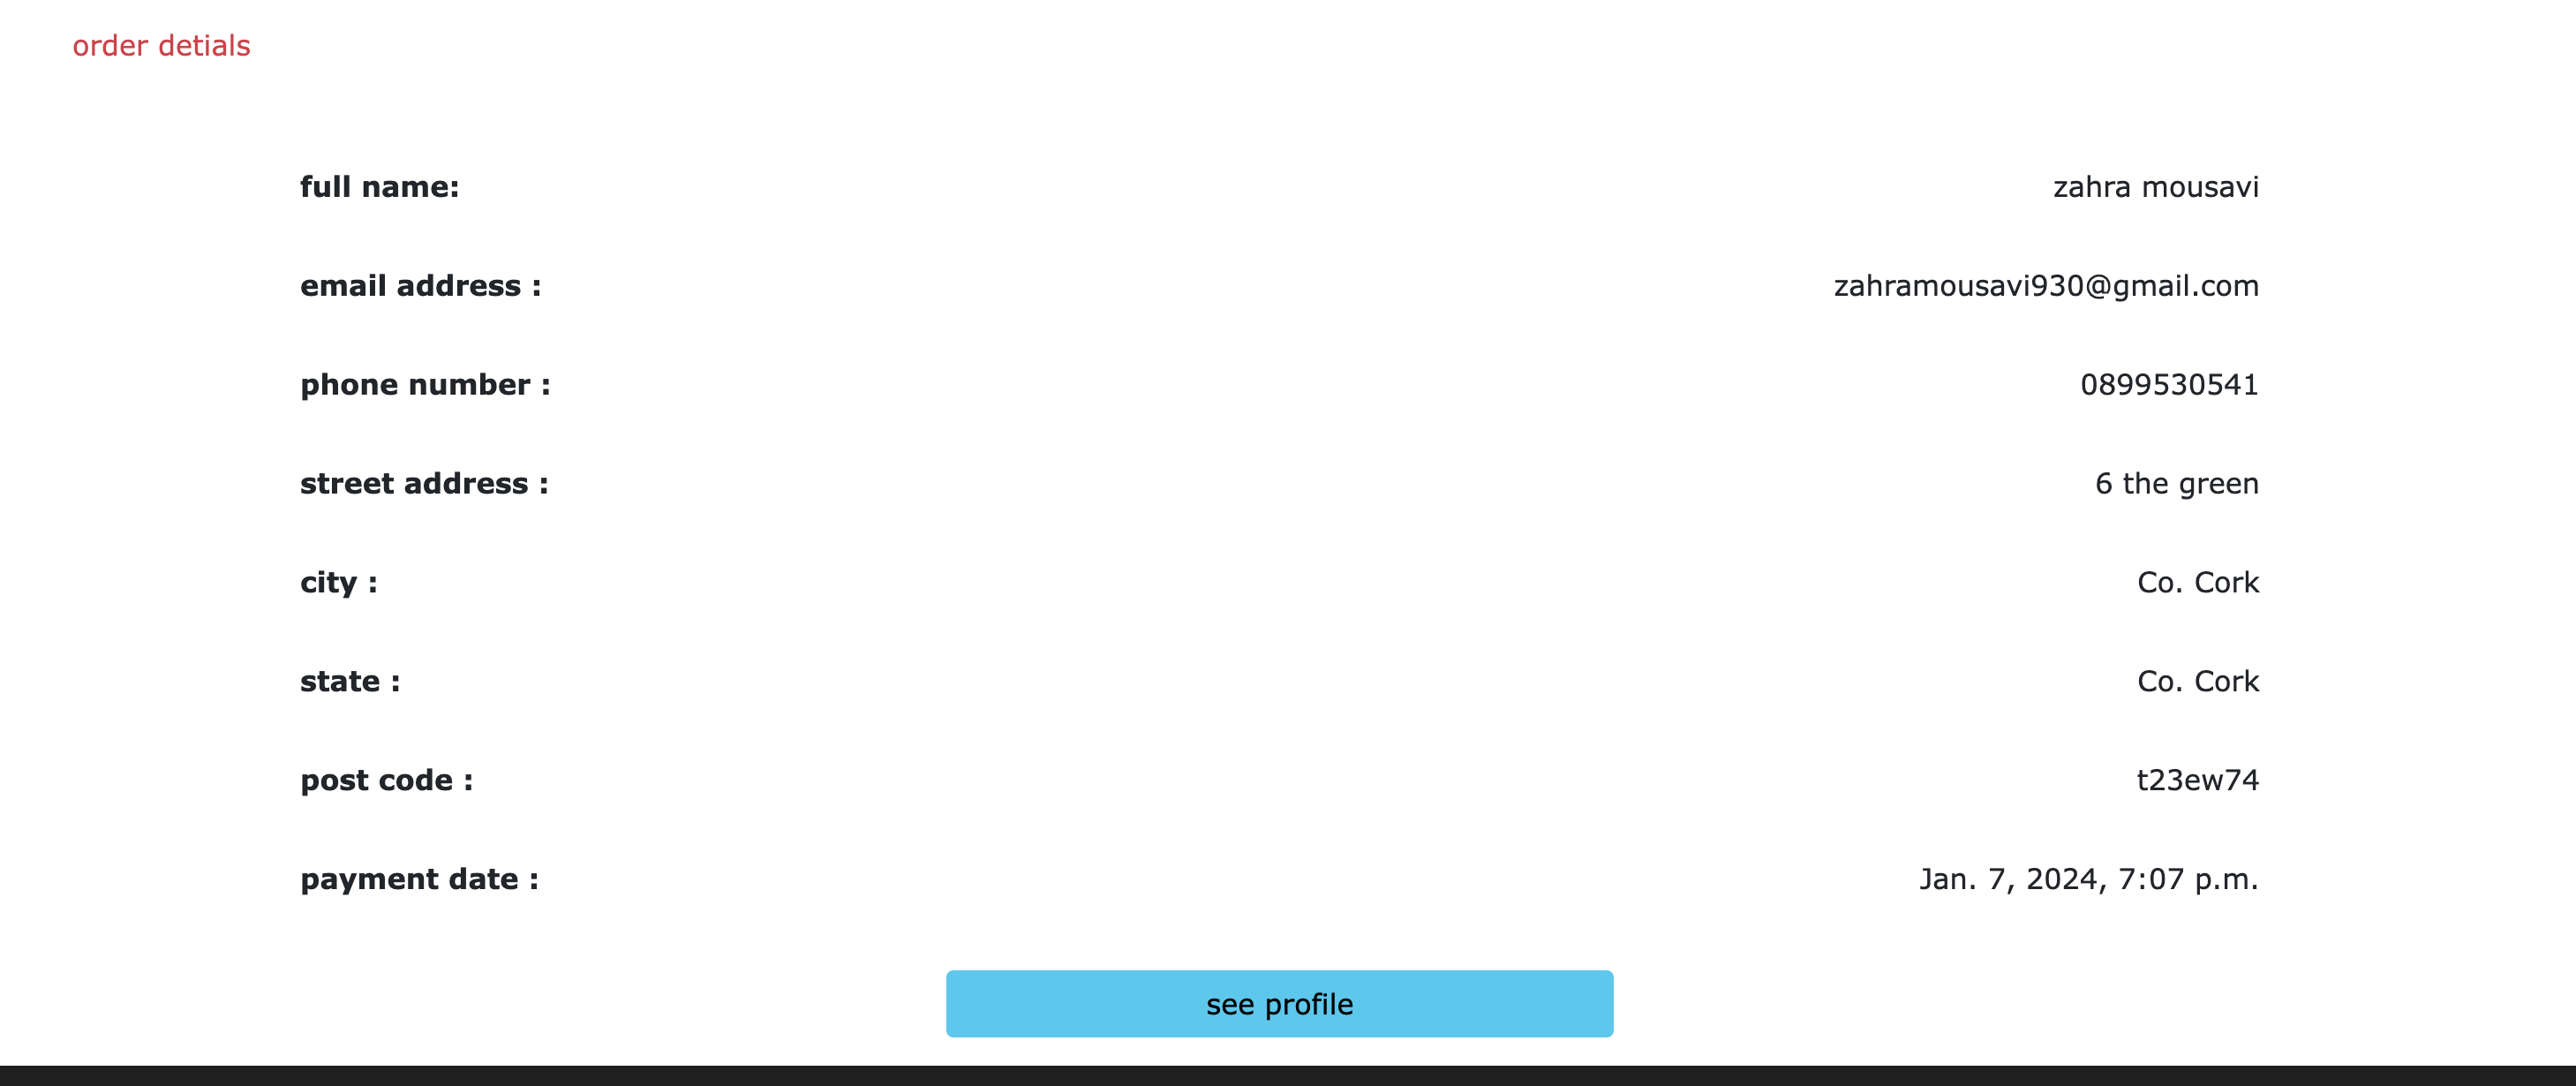 order detials
full name: zahra mousavi
email address : zahramousavi930@gmail.com
phone number : 0899530541
street address : 6 the green
city : Co. Cork
state : Co. Cork
post code : t23ew74
payment date : Jan. 7, 2024, 7:07 p.m.
see profile